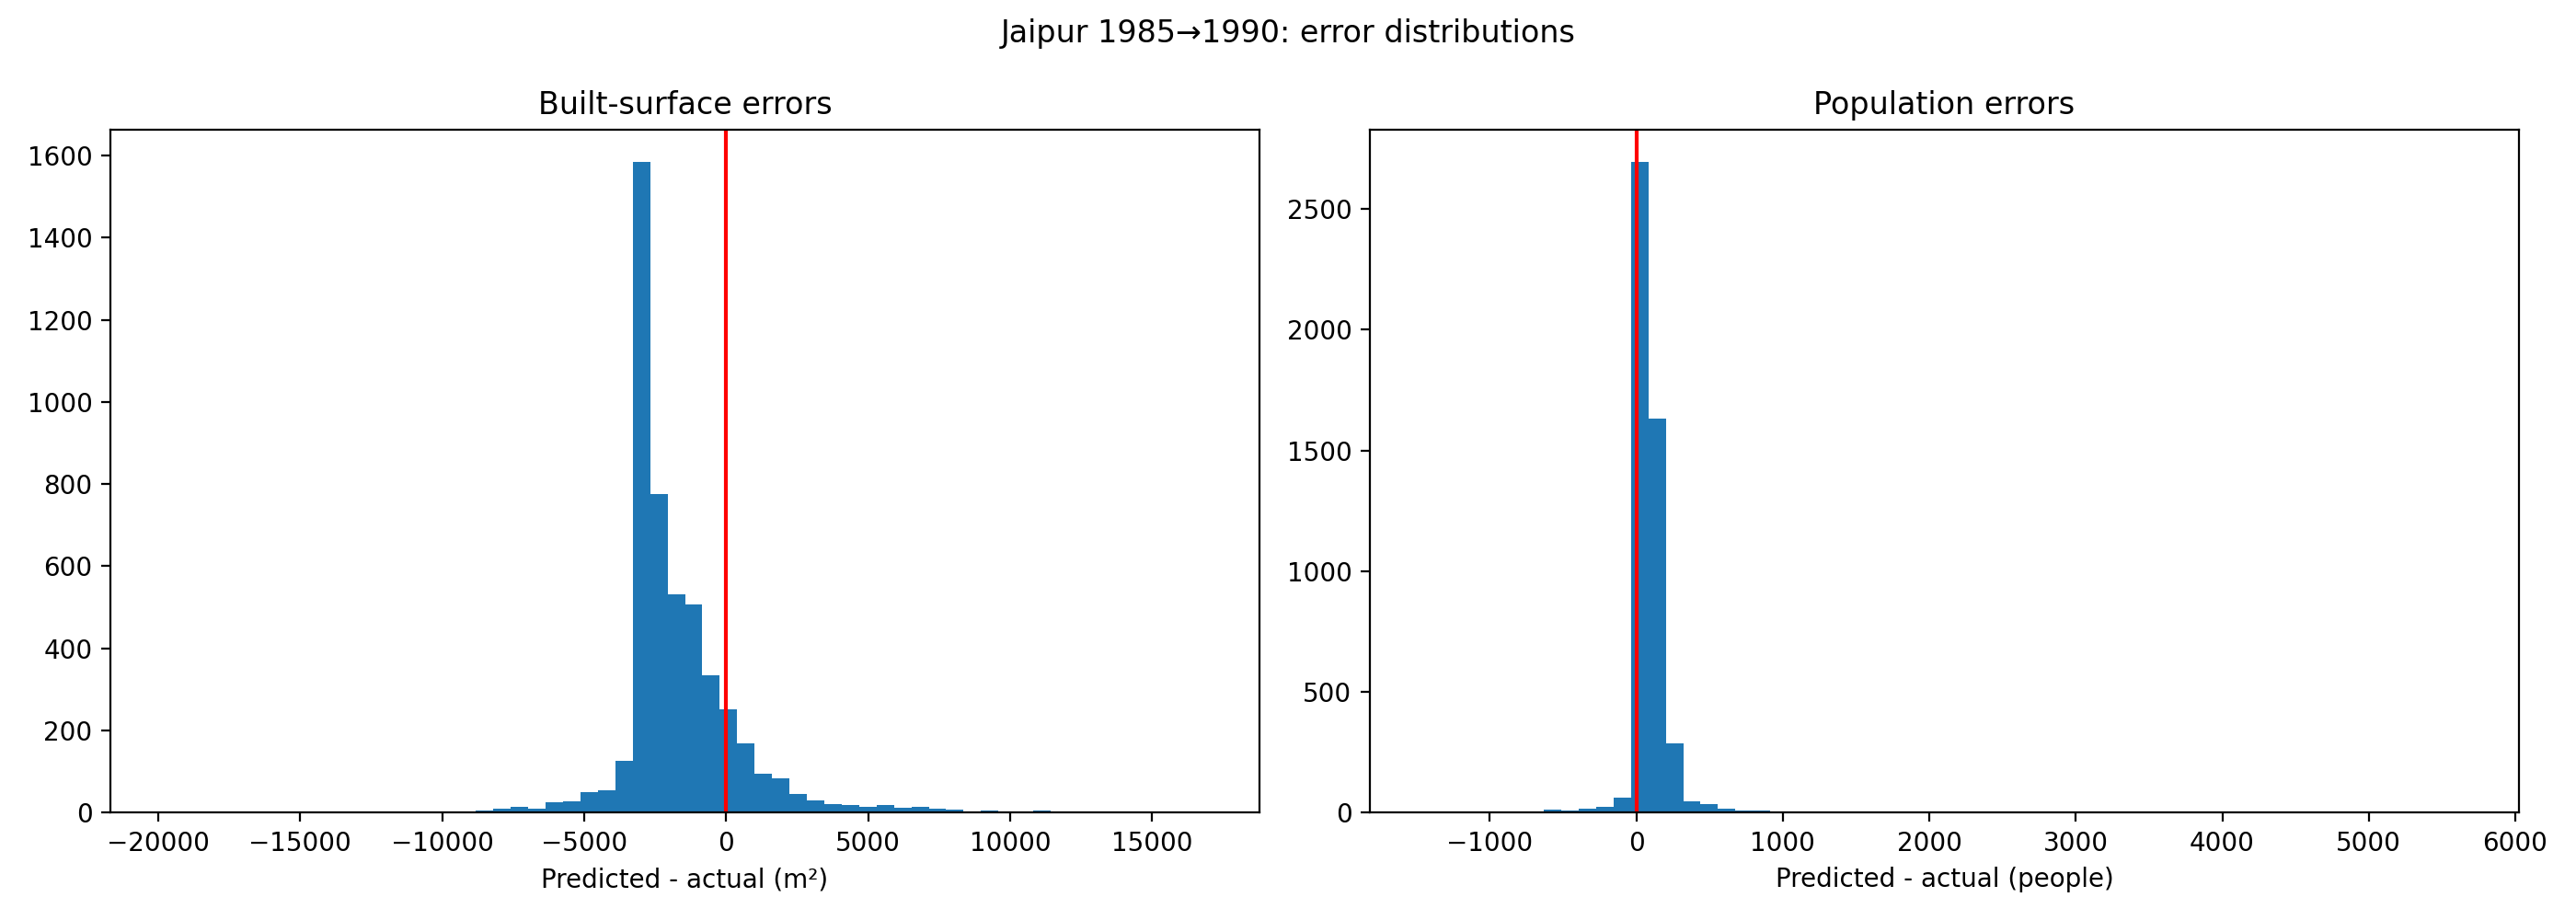 Jaipur 1985→1990: error distributions
Built-surface errors
1600
1400
1200
1000
800
600
400
200
0
−20000 −15000 −10000 −5000 0 5000 10000 15000
Predicted - actual (m²)
Population errors
2500
2000
1500
1000
500
0
−1000 0 1000 2000 3000 4000 5000 6000
Predicted - actual (people)